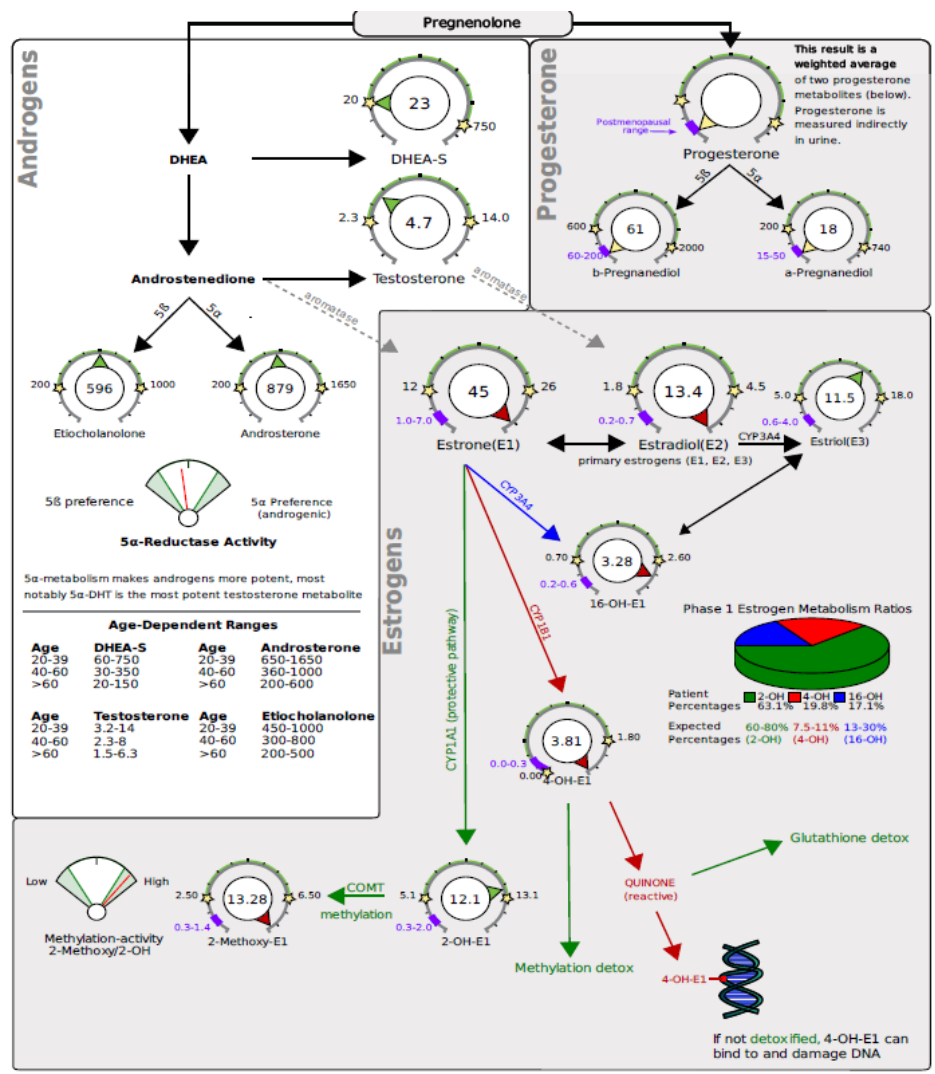 Pregnenolone
Androgens
20
23
750
DHEA-S
DHEA
2.3
4.7
14.0
Testosterone
Androstenedione
aromatase
aromatase
5ß
5α
200
596
1000
Etiocholanolone
200
879
1650
Androsterone
5ß preference
5α Preference
(androgenic)
5α-Reductase Activity
5α-metabolism makes androgens more potent, most
notably 5α-DHT is the most potent testosterone metabolite
Age-Dependent Ranges
Age DHEA-S Age Androsterone
20-39 60-750 20-39 650-1650
40-60 30-350 40-60 360-1000
>60 20-150 >60 200-600
Age Testosterone Age Etiocholanolone
20-39 3.2-14 20-39 450-1000
40-60 2.3-8 40-60 300-800
>60 1.5-6.3 >60 200-500
Progesterone
This result is a
weighted average
of two progesterone
metabolites (below).
Progesterone is
measured indirectly
in urine.
Postmenopausal
range
Progesterone
5ß
5α
600
61
2000
60-200
b-Pregnanediol
200
18
740
15-50
a-Pregnanediol
Estrogens
12
45
26
1.0-7.0
Estrone(E1)
1.8
13.4
4.5
0.2-0.7
Estradiol(E2)
5.0
11.5
18.0
0.6-4.0
Estriol(E3)
CYP3A4
primary estrogens (E1, E2, E3)
CYP3A4
0.70
3.28
2.60
0.2-0.6
16-OH-E1
CYP1B1
CYP1A1 (protective pathway)
3.81
1.80
0.0-0.3
0.00
4-OH-E1
Phase 1 Estrogen Metabolism Ratios
Patient 2-OH 4-OH 16-OH
Percentages 63.1% 19.8% 17.1%
Expected 60-80% 7.5-11% 13-30%
Percentages (2-OH) (4-OH) (16-OH)
Low
High
Methylation-activity
2-Methoxy/2-OH
2.50
13.28
6.50
0.3-1.4
2-Methoxy-E1
COMT
methylation
5.1
12.1
13.1
0.3-2.0
2-OH-E1
Glutathione detox
QUINONE
(reactive)
Methylation detox
4-OH-E1
If not detoxified, 4-OH-E1 can
bind to and damage DNA